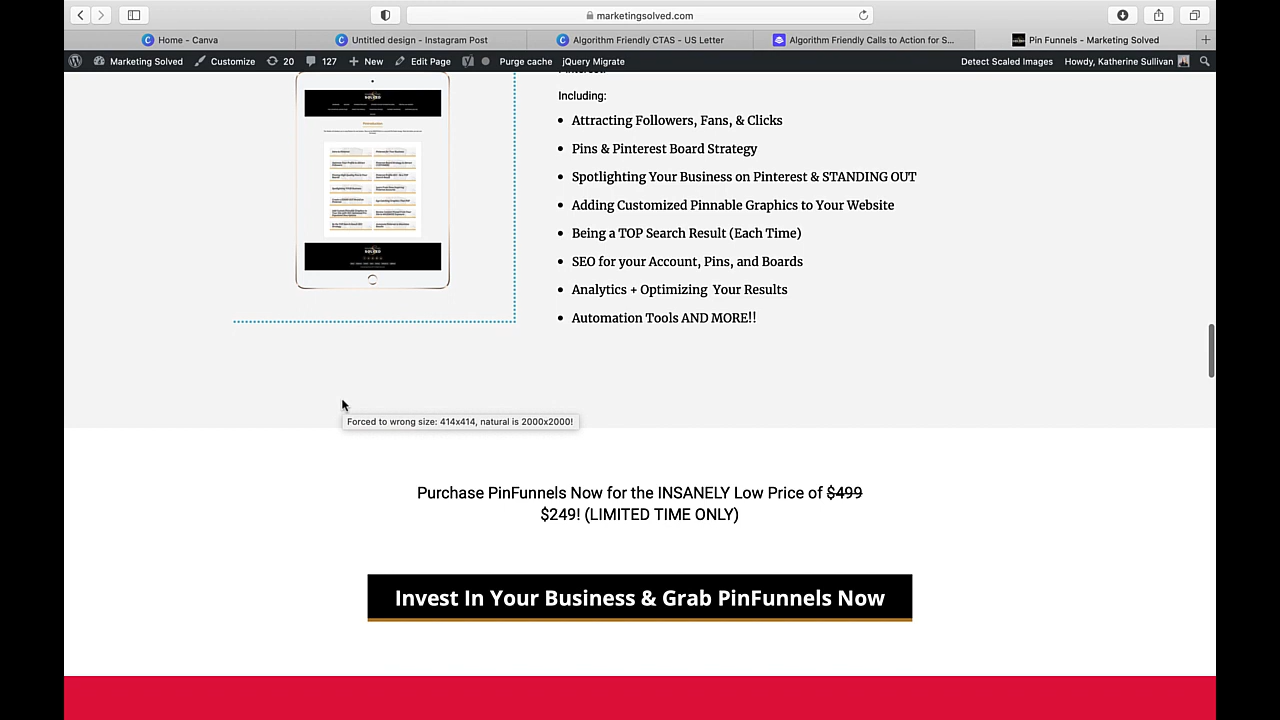 marketingsolved.com
Home - Canva
Untitled design - Instagram Post
Algorithm Friendly CTAS - US Letter
Algorithm Friendly Calls to Action for S...
Pin Funnels - Marketing Solved
Marketing Solved
Customize
20
127
New
Edit Page
Purge cache
jQuery Migrate
Detect Scaled Images
Howdy, Katherine Sullivan
Including:
Attracting Followers, Fans, & Clicks
Pins & Pinterest Board Strategy
Spotlighting Your Business on Pinterest & STANDING OUT
Adding Customized Pinable Graphics to Your Website
Being a TOP Search Result (Each Time)
SEO for your Account, Pins, and Boards
Analytics + Optimizing Your Results
Automation Tools AND MORE!!
Forced to wrong size: 414x414, natural is 2000x2000!
Purchase PinFunnels Now for the INSANELY Low Price of $499
$249! (LIMITED TIME ONLY)
Invest In Your Business & Grab PinFunnels Now